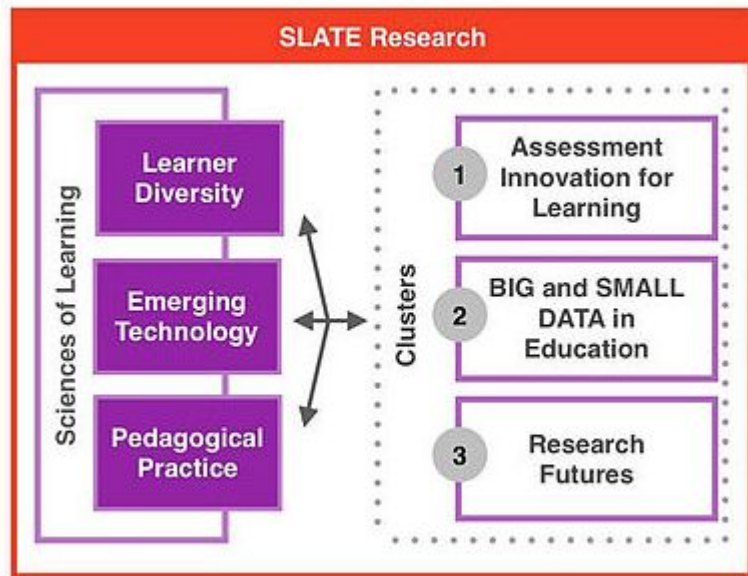 SLATE Research
Sciences of Learning
Learner
Diversity
Emerging
Technology
Pedagogical
Practice
Clusters
1
Assessment
Innovation for
Learning
2
BIG and SMALL
DATA in
Education
3
Research
Futures